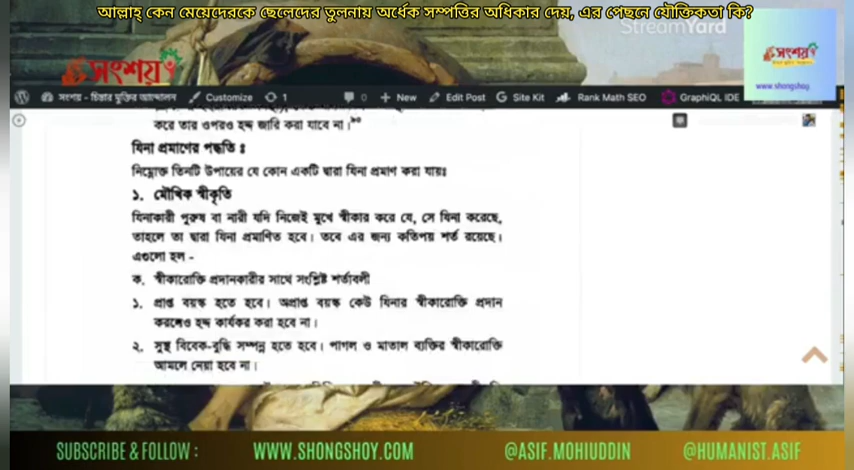 আল্লাহ্ কেন মেয়েদেরকে ছেলেদের তুলনায় অর্ধেক সম্পত্তির অধিকার দেয়, এর পেছনে যৌক্তিকতা কি?
StreamYard
সংশয়
সংশয়
www.shongshoy
সংশয় - চিন্তার মুক্তির আন্দোলন Customize 1 0 New Edit Post Site Kit Rank Math SEO GraphiQL IDE
করে তার ওপরও হদ্দ জারি করা যাবে না।
যিনা প্রমাণের পদ্ধতি ঃ
নিম্নোক্ত তিনটি উপায়ের যে কোন একটি দ্বারা যিনা প্রমাণ করা যায়ঃ
১. মৌখিক স্বীকৃতি
যিনাকারী পুরুষ বা নারী যদি নিজেই মুখে স্বীকার করে যে, সে যিনা করেছে,
তাহলে তা দ্বারা যিনা প্রমাণিত হবে। তবে এর জন্য কতিপয় শর্ত রয়েছে।
এগুলো হল -
ক. স্বীকারোক্তি প্রদানকারীর সাথে সংশ্লিষ্ট শর্তাবলী
১. প্রাপ্ত বয়স্ক হতে হবে। অপ্রাপ্ত বয়স্ক কেউ যিনার স্বীকারোক্তি প্রদান
করলেও হদ্দ কার্যকর করা হবে না।
২. সুস্থ বিবেক-বুদ্ধি সম্পন্ন হতে হবে। পাগল ও মাতাল ব্যক্তির স্বীকারোক্তি
আমলে নেয়া হবে না।
SUBSCRIBE & FOLLOW : WWW.SHONGSHOY.COM @ASIF.MOHIUDDIN @HUMANIST.ASIF